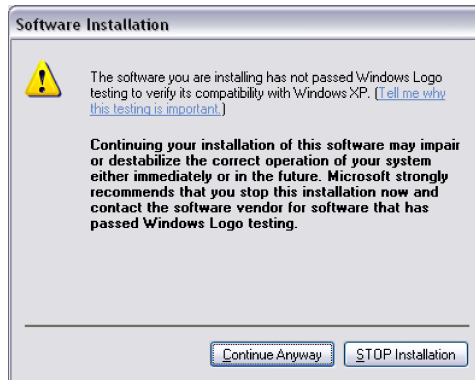 Software Installation
The software you are installing has not passed Windows Logo
testing to verify its compatibility with Windows XP. (Tell me why
this testing is important.)
Continuing your installation of this software may impair
or destabilize the correct operation of your system
either immediately or in the future. Microsoft strongly
recommends that you stop this installation now and
contact the software vendor for software that has
passed Windows Logo testing.
Continue Anyway
STOP Installation